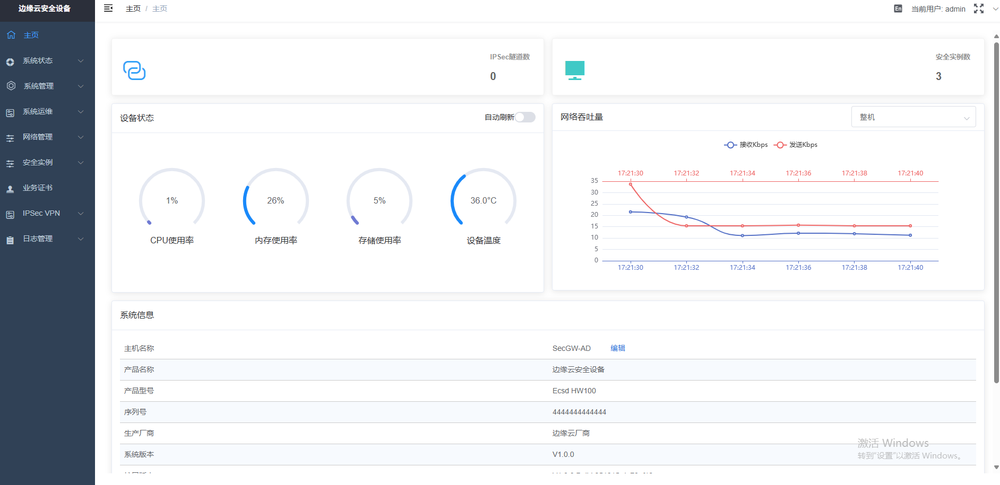 边缘云安全设备
主页 / 主页
En 当前用户: admin
主页
系统状态
系统管理
系统运维
网络管理
安全实例
业务证书
IPSec VPN
日志管理
IPSec隧道数
0
安全实例数
3
设备状态
自动刷新
1%
26%
5%
36.0°C
CPU使用率
内存使用率
存储使用率
设备温度
网络吞吐量
整机
接收Kbps 发送Kbps
17:21:30 17:21:32 17:21:34 17:21:36 17:21:38 17:21:40
35
30
25
20
15
10
5
0
17:21:30 17:21:32 17:21:34 17:21:36 17:21:38 17:21:40
系统信息
主机名称 SecGW-AD 编辑
产品名称 边缘云安全设备
产品型号 Ecsd HW100
序列号 4444444444444
生产厂商 边缘云厂商
系统版本 V1.0.0
激活 Windows
转到"设置"以激活 Windows。